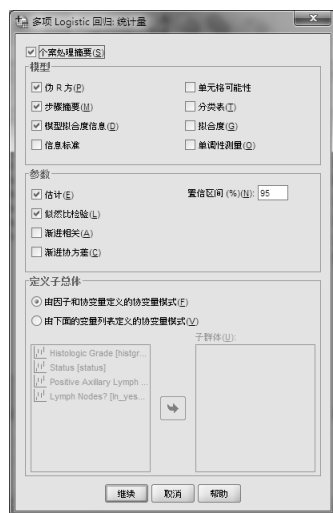 多项 Logistic 回归: 统计量
个案处理摘要(S)
模型
伪 R 方(P)
单元格可能性
步骤摘要(M)
分类表(T)
模型拟合度信息(D)
拟合度(G)
信息标准
单调性测量(O)
参数
估计(E)
置信区间 (%)(N): 95
似然比检验(L)
渐进相关(A)
渐进协方差(C)
定义子总体
由因子和协变量定义的协变量模式(F)
由下面的变量列表定义的协变量模式(V)
子群体(U):
Histologic Grade [histgr...
Status [status]
Positive Axillary Lymph ...
Lymph Nodes? [ln_yes...
继续 取消 帮助